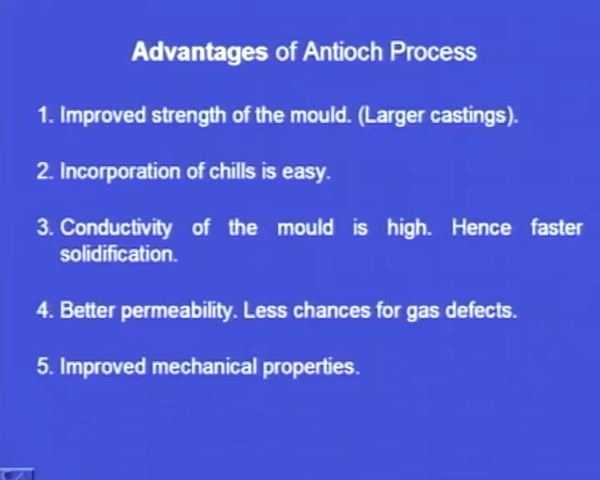 Advantages of Antioch Process
1. Improved strength of the mould. (Larger castings).
2. Incorporation of chills is easy.
3. Conductivity of the mould is high. Hence faster
solidification.
4. Better permeability. Less chances for gas defects.
5. Improved mechanical properties.